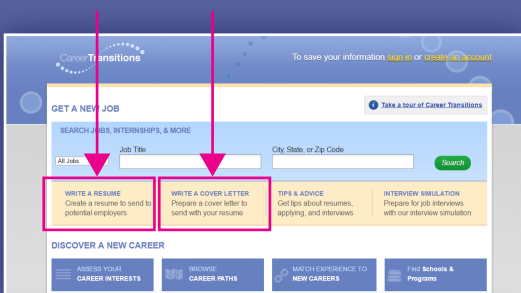 CareerTransitions
To save your information sign in or create an account
GET A NEW JOB
Take a tour of Career Transitions
SEARCH JOBS, INTERNSHIPS, & MORE
Job Title
City, State, or Zip Code
All Jobs
Search
WRITE A RESUME
Create a resume to send to
potential employers
WRITE A COVER LETTER
Prepare a cover letter to
send with your resume
TIPS & ADVICE
Get tips about resumes,
applying, and interviews
INTERVIEW SIMULATION
Prepare for job interviews
with our interview simulation
DISCOVER A NEW CAREER
ASSESS YOUR
CAREER INTERESTS
BROWSE
CAREER PATHS
MATCH EXPERIENCE TO
NEW CAREERS
Find Schools &
Programs